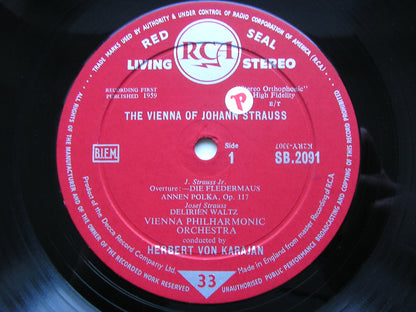 TRADE MARKS USED BY AUTHORITY & UNDER CONTROL OF RADIO CORPORATION OF AMERICA (R.C.A.)
RED SEAL
RCA
LIVING STEREO
RECORDING FIRST
PUBLISHED 1959
"Stereo Orthophonic"
High Fidelity
P
R/T
THE VIENNA OF JOHANN STRAUSS
B.I.E.M.
Side
1
K2RY-3307
SB.2091
J. Strauss Jr.
Overture:—DIE FLEDERMAUS
ANNEN POLKA, Op. 117
Josef Strauss
DELIRIEN WALTZ
VIENNA PHILHARMONIC
ORCHESTRA
conducted by
HERBERT VON KARAJAN
Product of the Decca Record Company Ltd.
33
Made in England from master Recording of RCA
ALL RIGHTS OF THE MANUFACTURER AND OF THE OWNER OF THE RECORDED WORK RESERVED
UNAUTHORISED PUBLIC PERFORMANCE BROADCASTING AND COPYING OF THIS RECORD PROHIBITED